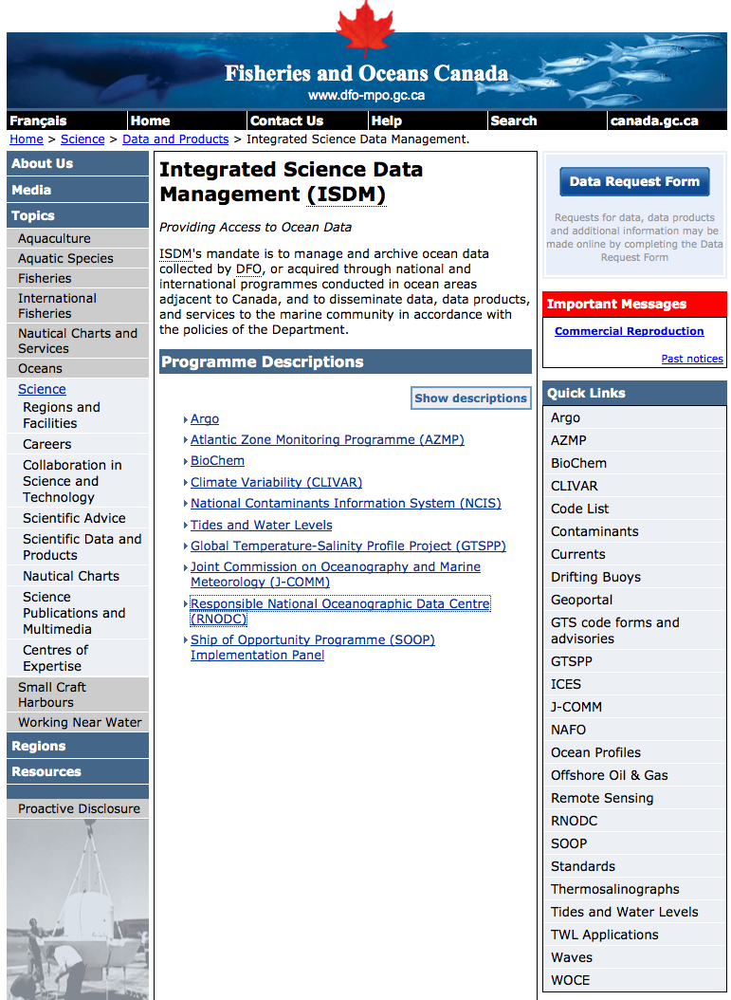 Fisheries and Oceans Canada
www.dfo-mpo.gc.ca
Français Home Contact Us Help Search canada.gc.ca
Home > Science > Data and Products > Integrated Science Data Management.
About Us
Media
Topics
Aquaculture
Aquatic Species
Fisheries
International
Fisheries
Nautical Charts and
Services
Oceans
Science
Regions and
Facilities
Careers
Collaboration in
Science and
Technology
Scientific Advice
Scientific Data and
Products
Nautical Charts
Science
Publications and
Multimedia
Centres of
Expertise
Small Craft
Harbours
Working Near Water
Regions
Resources
Proactive Disclosure
Integrated Science Data
Management (ISDM)
Providing Access to Ocean Data
ISDM's mandate is to manage and archive ocean data
collected by DFO, or acquired through national and
international programmes conducted in ocean areas
adjacent to Canada, and to disseminate data, data products,
and services to the marine community in accordance with
the policies of the Department.
Programme Descriptions
Show descriptions
Argo
Atlantic Zone Monitoring Programme (AZMP)
BioChem
Climate Variability (CLIVAR)
National Contaminants Information System (NCIS)
Tides and Water Levels
Global Temperature-Salinity Profile Project (GTSPP)
Joint Commission on Oceanography and Marine
Meteorology (J-COMM)
Responsible National Oceanographic Data Centre
(RNODC)
Ship of Opportunity Programme (SOOP)
Implementation Panel
Data Request Form
Requests for data, data products
and additional information may be
made online by completing the Data
Request Form
Important Messages
Commercial Reproduction
Past notices
Quick Links
Argo
AZMP
BioChem
CLIVAR
Code List
Contaminants
Currents
Drifting Buoys
Geoportal
GTS code forms and
advisories
GTSPP
ICES
J-COMM
NAFO
Ocean Profiles
Offshore Oil & Gas
Remote Sensing
RNODC
SOOP
Standards
Thermosalinographs
Tides and Water Levels
TWL Applications
Waves
WOCE